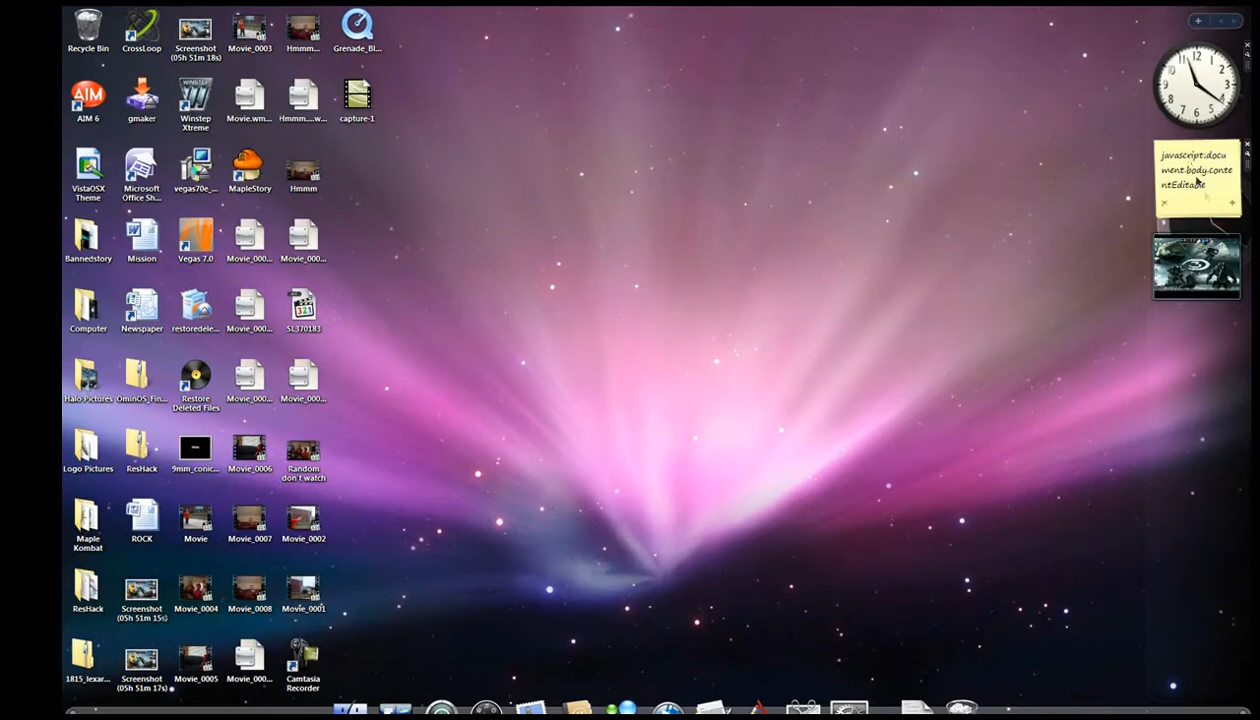 Recycle Bin
CrossLoop
Screenshot
(05h 51m 18s)
Movie_0003
Hmmm...
Grenade_Bl...
AIM 6
gmaker
Winstep
Xtreme
Movie.wm...
Hmmm....w...
capture-1
VistaOSX
Theme
Microsoft
Office Sh...
vegas70e_...
MapleStory
Hmmm
Bannedstory
Mission
Vegas 7.0
Movie_000...
Movie_000...
Computer
Newspaper
restoredele...
Movie_000...
SL370183
Halo Pictures
OminOS_Fin...
Restore
Deleted Files
Movie_000...
Movie_000...
Logo Pictures
ResHack
9mm_conic...
Movie_0006
Random
don't watch
Maple
Kombat
ROCK
Movie
Movie_0007
Movie_0002
ResHack
Screenshot
(05h 51m 15s)
Movie_0004
Movie_0008
Movie_0001
1815_lexar...
Screenshot
(05h 51m 17s)
Movie_0005
Movie_000...
Camtasia
Recorder
javascript:docu
ment.body.conte
ntEditable